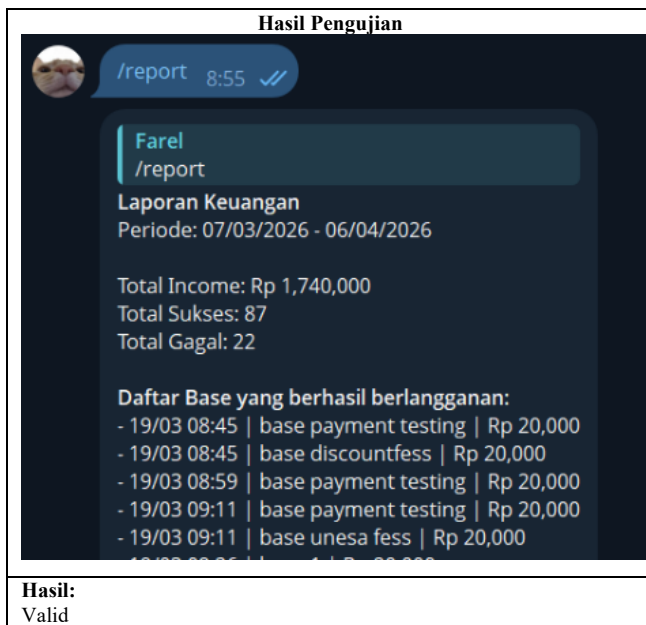 Hasil Pengujian
/report 8:55
Farel
/report
Laporan Keuangan
Periode: 07/03/2026 - 06/04/2026
Total Income: Rp 1,740,000
Total Sukses: 87
Total Gagal: 22
Daftar Base yang berhasil berlangganan:
- 19/03 08:45 | base payment testing | Rp 20,000
- 19/03 08:45 | base discountfess | Rp 20,000
- 19/03 08:59 | base payment testing | Rp 20,000
- 19/03 09:11 | base payment testing | Rp 20,000
- 19/03 09:11 | base unesa fess | Rp 20,000
Hasil:
Valid